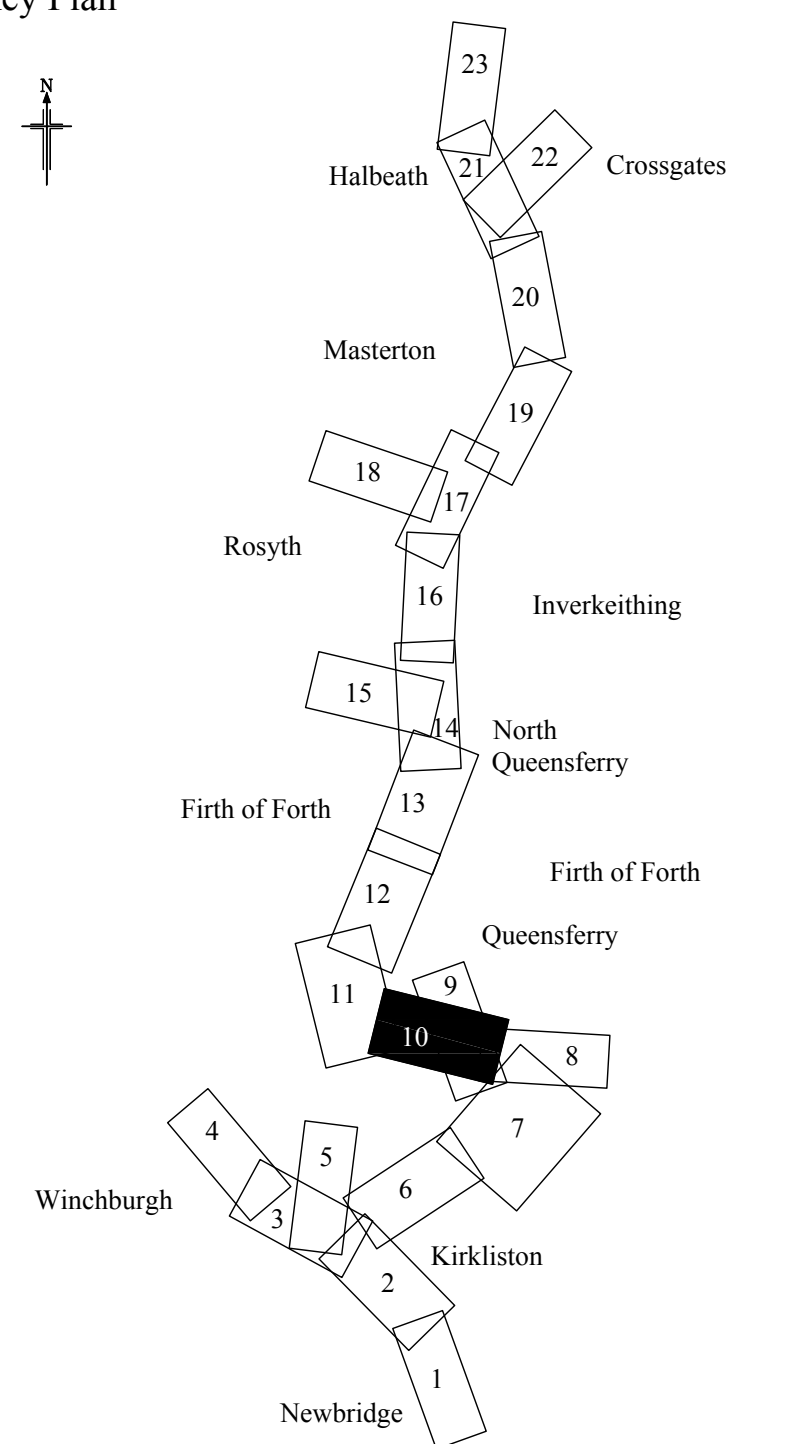 ey Plan
N
23
22
21
Halbeath
Crossgates
20
Masterton
19
18
17
Rosyth
16
Inverkeithing
15
14
North
Queensferry
13
Firth of Forth
12
Firth of Forth
Queensferry
9
11
10
8
7
4
5
6
Winchburgh
3
Kirkliston
2
1
Newbridge